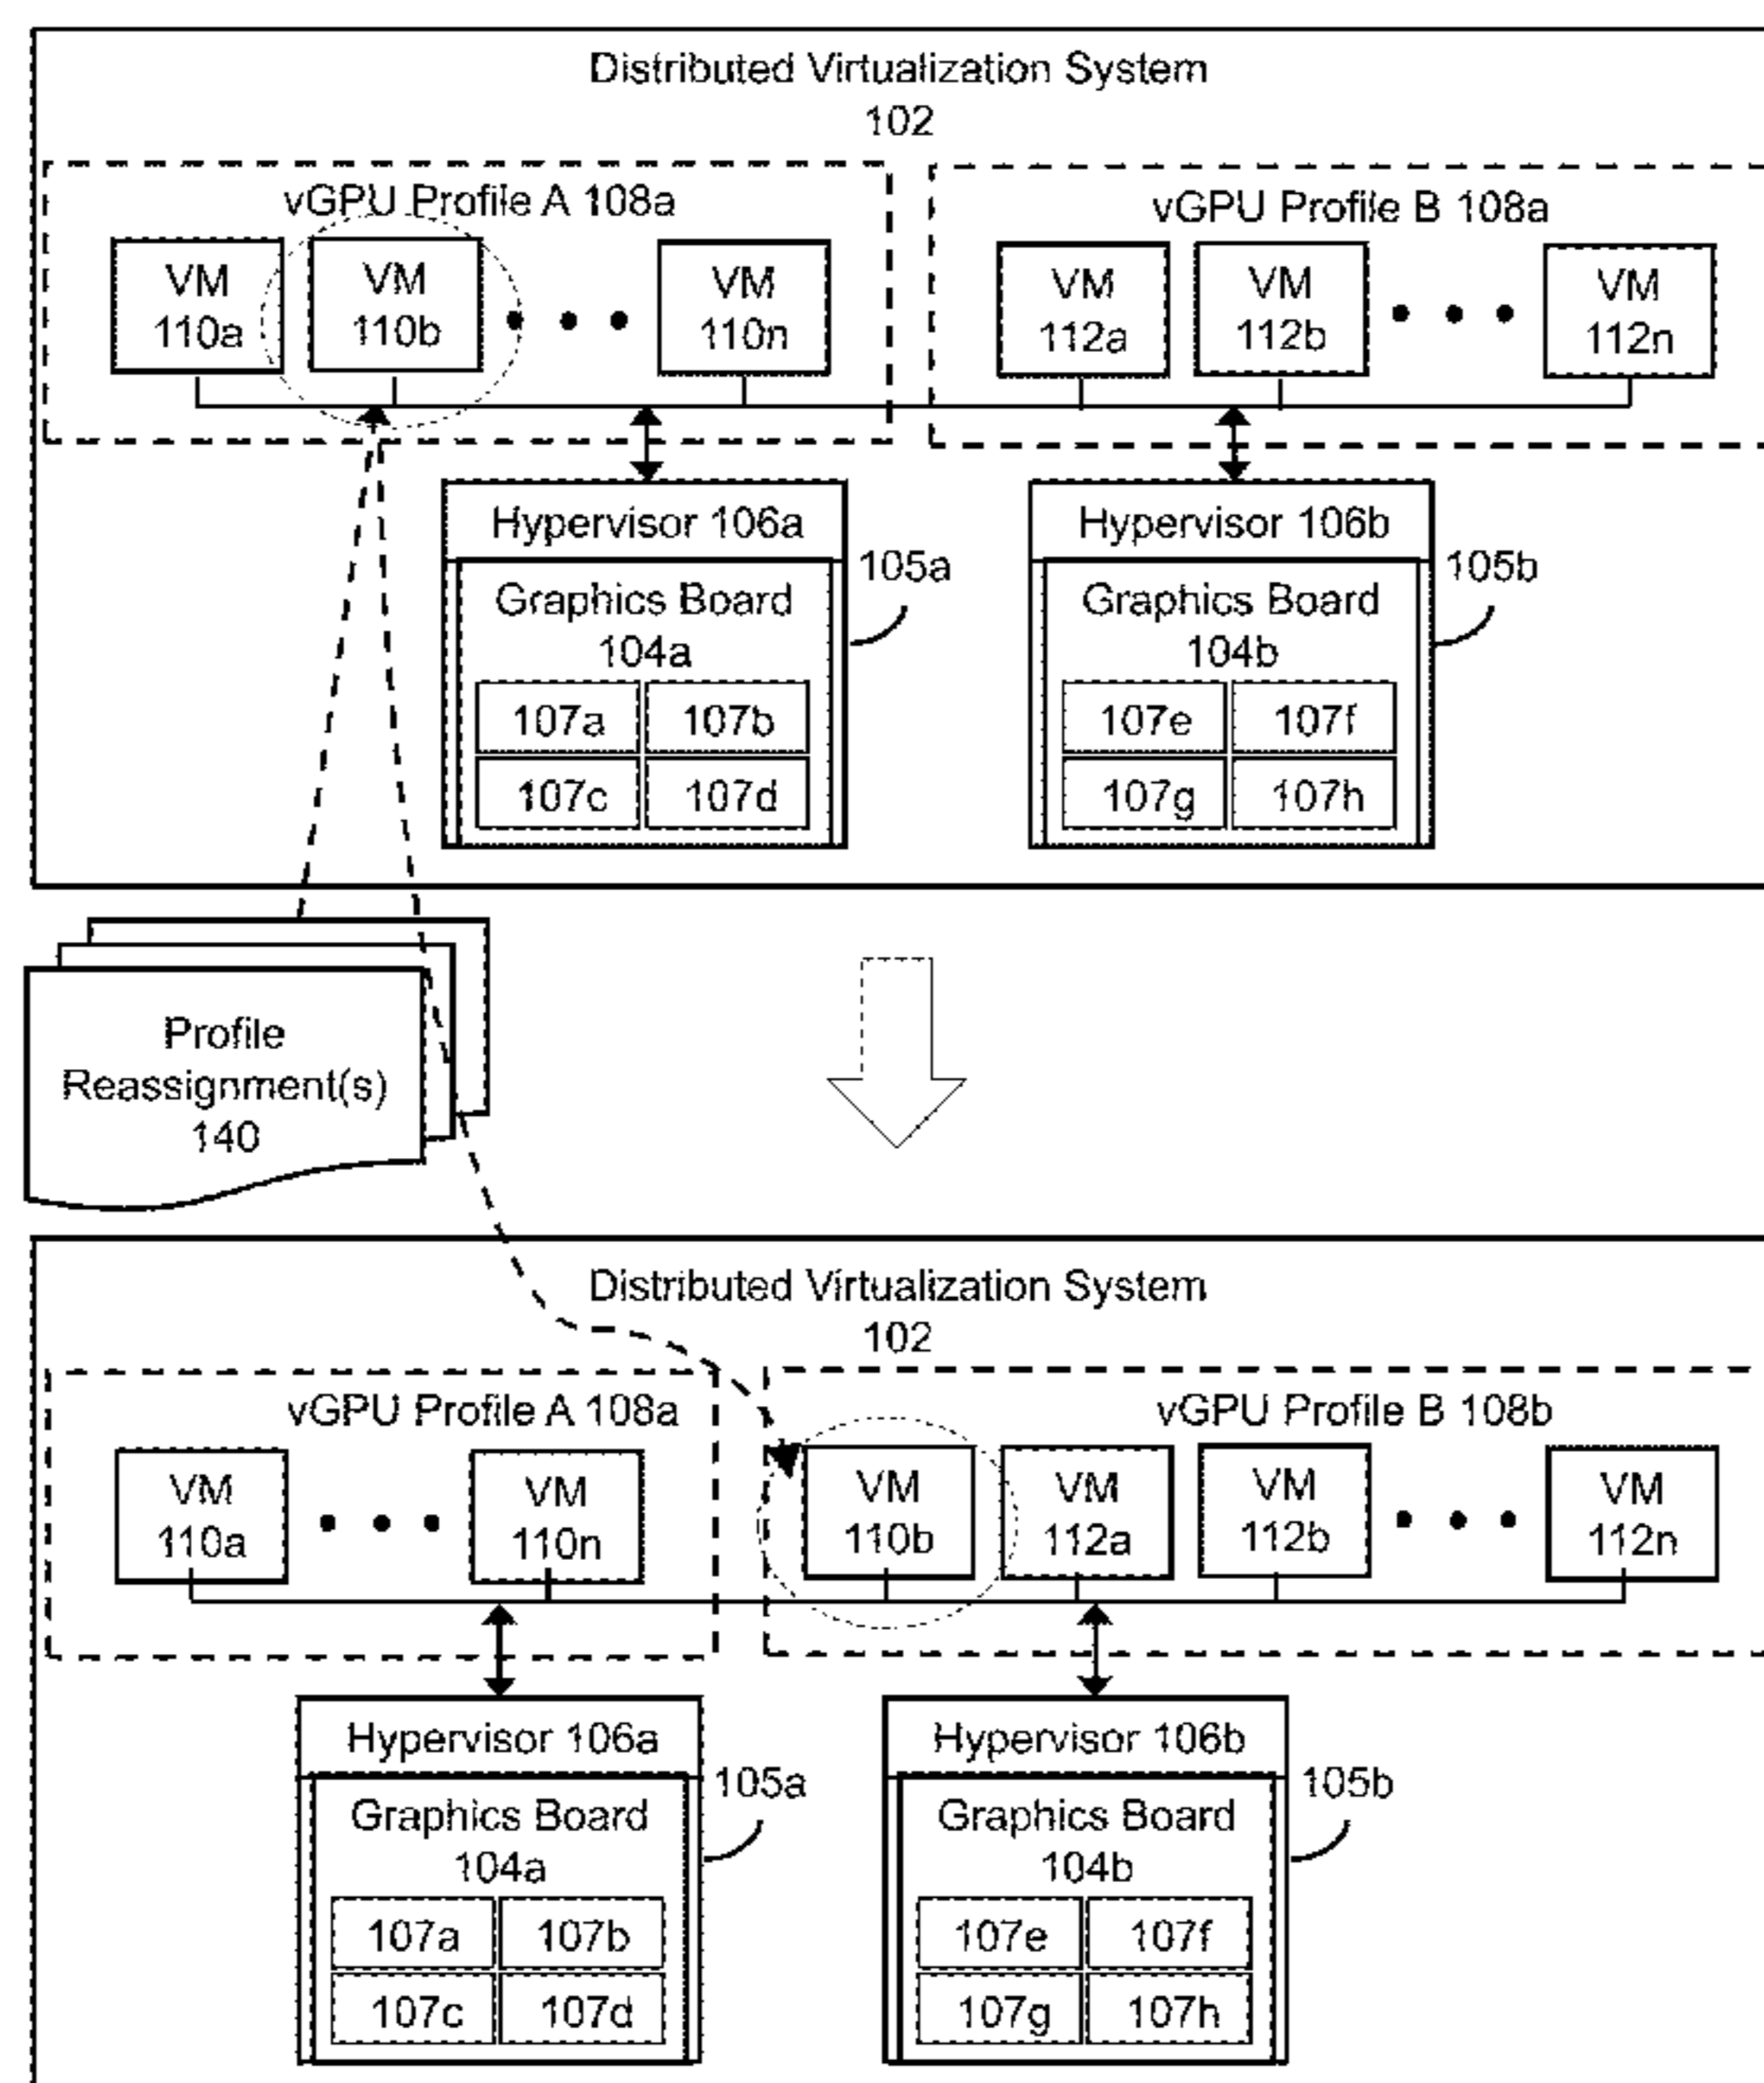 Distributed Virtualization System
102
vGPU Profile A 108a
vGPU Profile B 108a
VM
110a
VM
110b
VM
110n
VM
112a
VM
112b
VM
112n
Hypervisor 106a
Graphics Board
104a
107a
107b
107c
107d
105a
Hypervisor 106b
Graphics Board
104b
107e
107f
107g
107h
105b
Profile
Reassignment(s)
140
Distributed Virtualization System
102
vGPU Profile A 108a
vGPU Profile B 108b
VM
110a
VM
110n
VM
110b
VM
112a
VM
112b
VM
112n
Hypervisor 106a
Graphics Board
104a
107a
107b
107c
107d
105a
Hypervisor 106b
Graphics Board
104b
107e
107f
107g
107h
105b